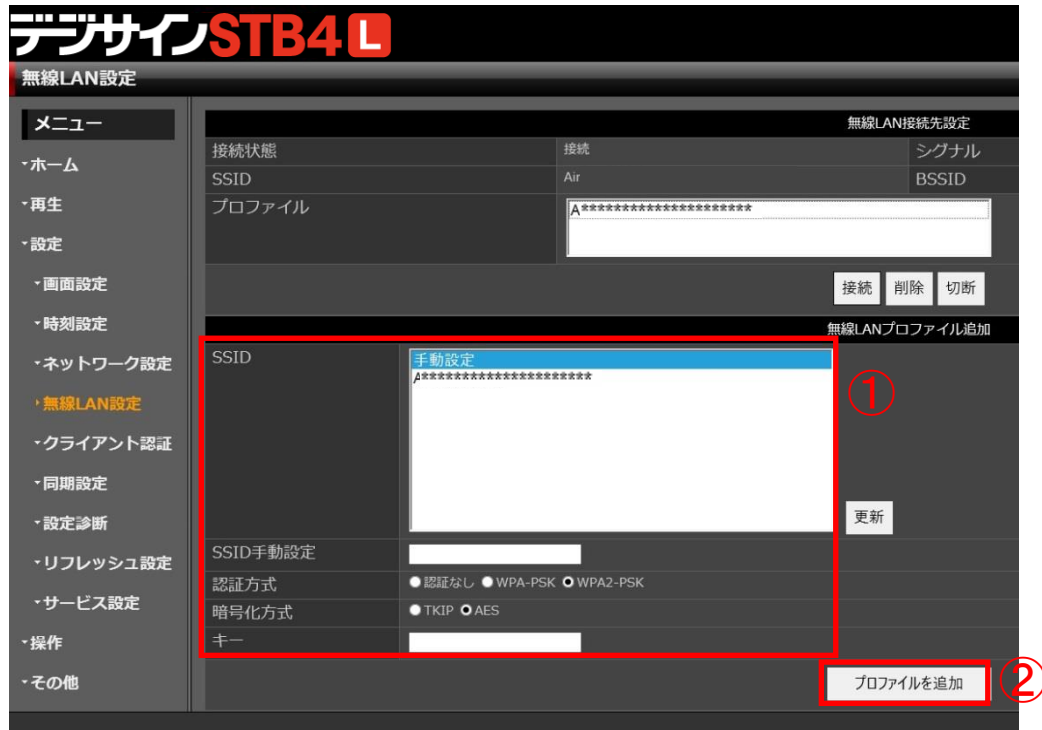 デジサインSTB4 L
無線LAN設定
メニュー
ホーム
再生
設定
画面設定
時刻設定
ネットワーク設定
無線LAN設定
クライアント認証
同期設定
設定診断
リフレッシュ設定
サービス設定
操作
その他
無線LAN接続先設定
接続状態 接続 シグナル
SSID Air BSSID
プロファイル A*********************
接続 削除 切断
無線LANプロファイル追加
SSID 手動設定
A*********************
①
更新
SSID手動設定
認証方式 認証なし WPA-PSK WPA2-PSK
暗号化方式 TKIP AES
キー
プロファイルを追加 ②